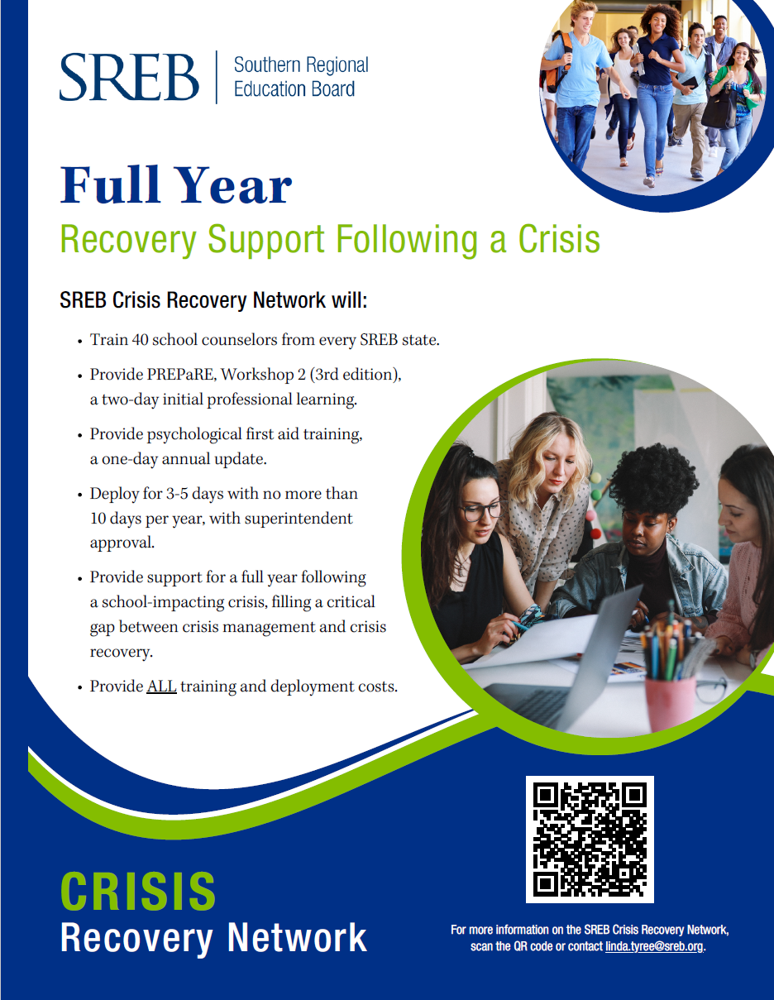 SREB
Southern Regional
Education Board
Full Year
Recovery Support Following a Crisis
SREB Crisis Recovery Network will:
• Train 40 school counselors from every SREB state.
• Provide PREPaRE, Workshop 2 (3rd edition),
a two-day initial professional learning.
• Provide psychological first aid training,
a one-day annual update.
• Deploy for 3-5 days with no more than
10 days per year, with superintendent
approval.
• Provide support for a full year following
a school-impacting crisis, filling a critical
gap between crisis management and crisis
recovery.
• Provide ALL training and deployment costs.
CRISIS
Recovery Network
For more information on the SREB Crisis Recovery Network,
scan the QR code or contact linda.tyree@sreb.org.